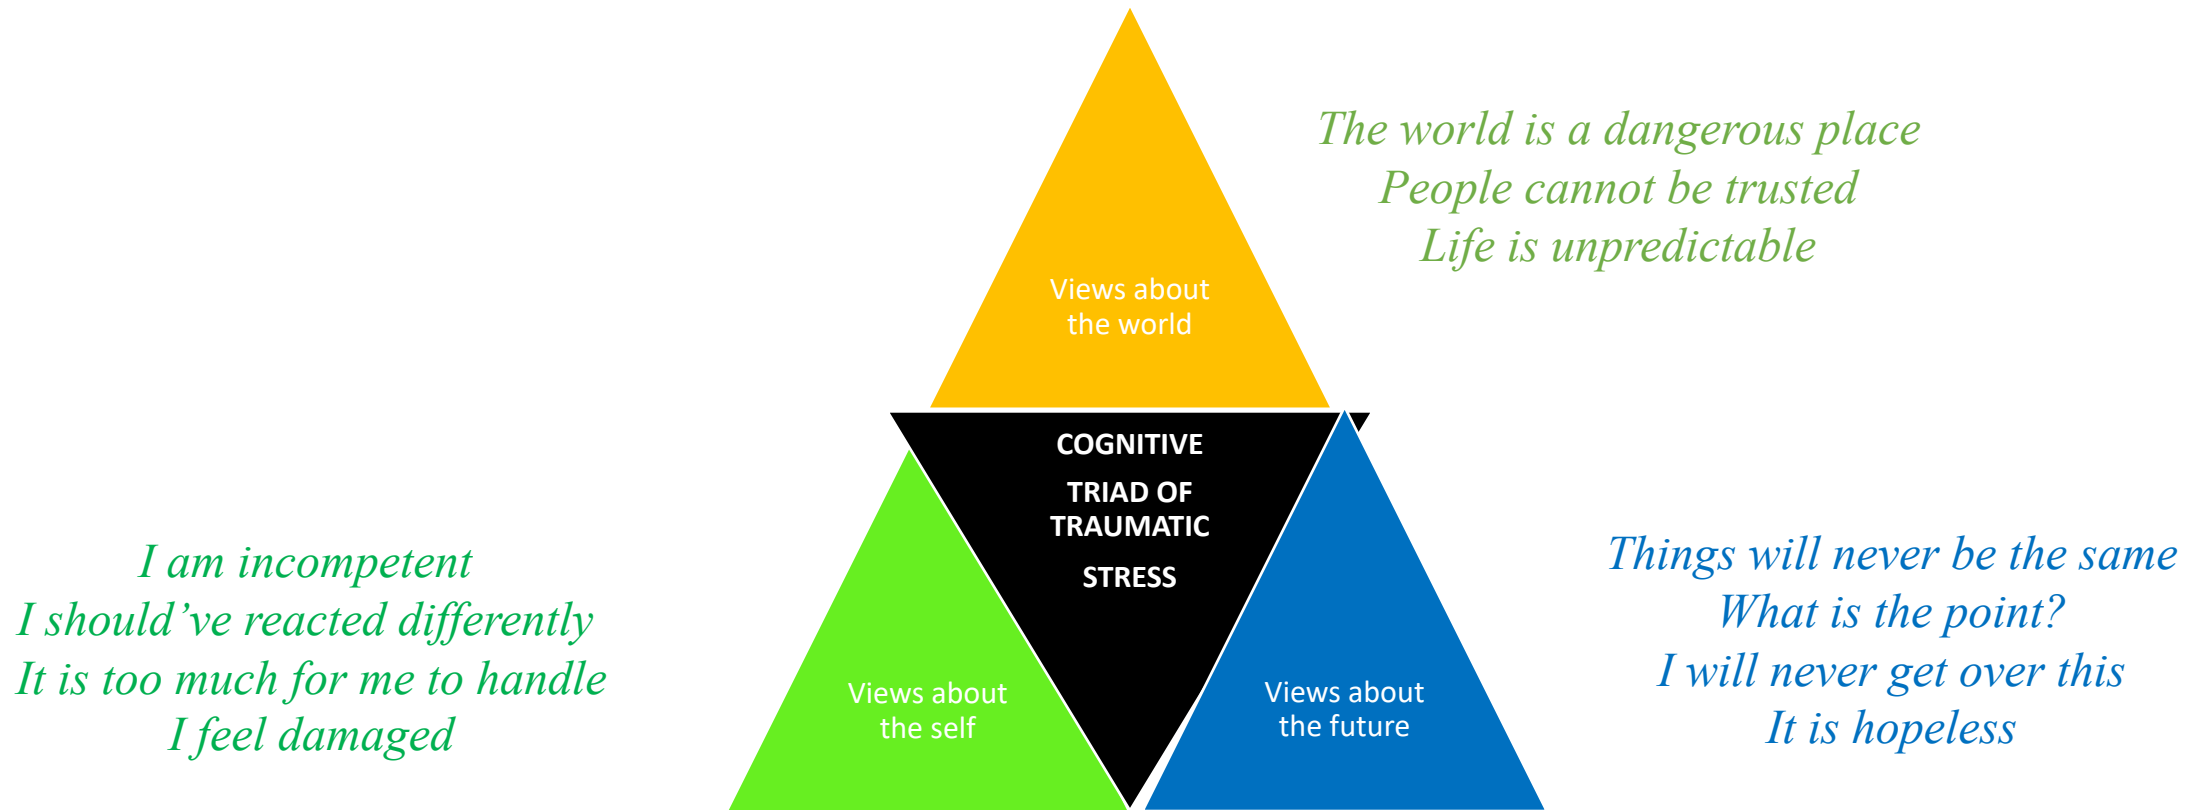 The world is a dangerous place
People cannot be trusted
Life is unpredictable
Views about
the world
COGNITIVE
TRIAD OF
TRAUMATIC
STRESS
I am incompetent
I should’ve reacted differently
It is too much for me to handle
I feel damaged
Views about
the self
Views about
the future
Things will never be the same
What is the point?
I will never get over this
It is hopeless